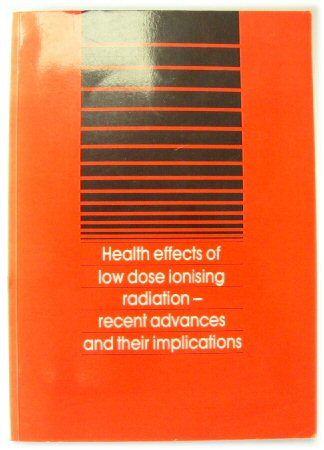 Health effects of
low dose ionising
radiation –
recent advances
and their implications